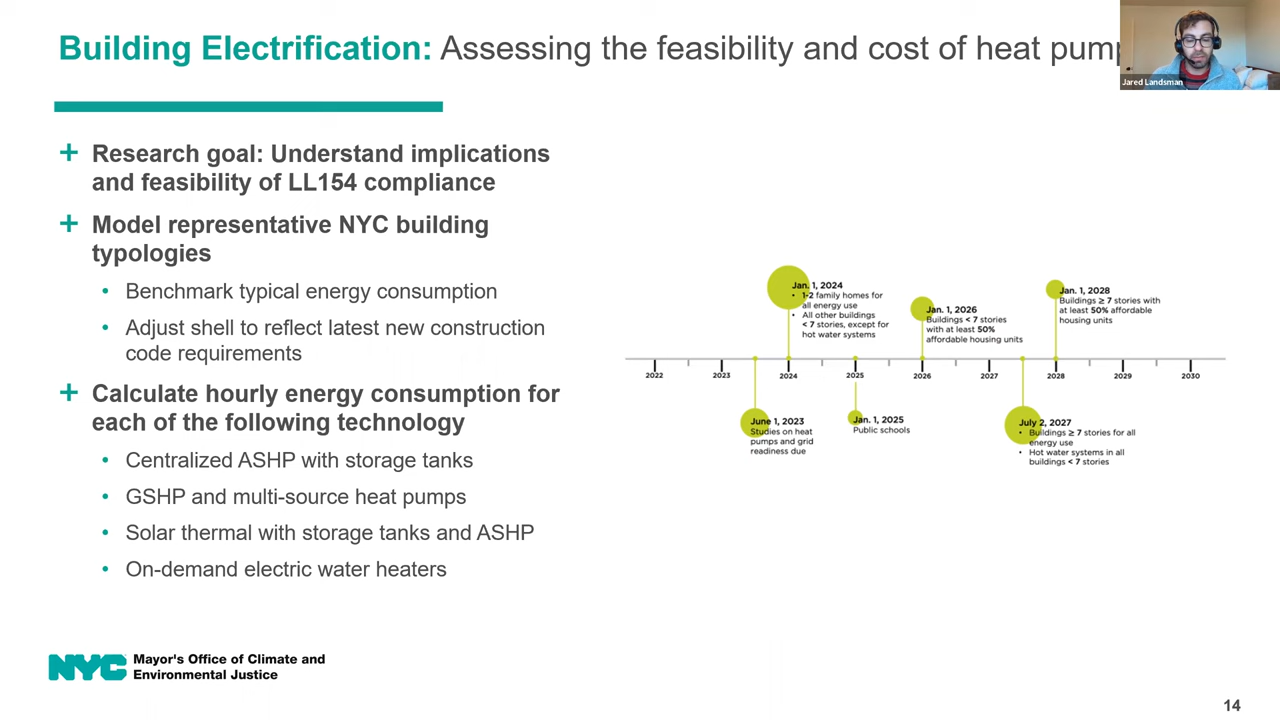 Building Electrification: Assessing the feasibility and cost of heat pum
Jared Landsman
+ Research goal: Understand implications
and feasibility of LL154 compliance
+ Model representative NYC building
typologies
• Benchmark typical energy consumption
• Adjust shell to reflect latest new construction
code requirements
+ Calculate hourly energy consumption for
each of the following technology
• Centralized ASHP with storage tanks
• GSHP and multi-source heat pumps
• Solar thermal with storage tanks and ASHP
• On-demand electric water heaters
Jan. 1, 2024
• 1-2 family homes for
all energy use
• All other buildings
< 7 stories, except for
hot water systems
Jan. 1, 2026
Buildings < 7 stories
with at least 50%
affordable housing units
Jan. 1, 2028
Buildings ≥ 7 stories with
at least 50% affordable
housing units
2022 2023 2024 2025 2026 2027 2028 2029 2030
June 1, 2023
Studies on heat
pumps and grid
readiness due
Jan. 1, 2025
Public schools
July 2, 2027
• Buildings ≥ 7 stories for all
energy use
• Hot water systems in all
buildings < 7 stories
NYC Mayor's Office of Climate and
Environmental Justice
14